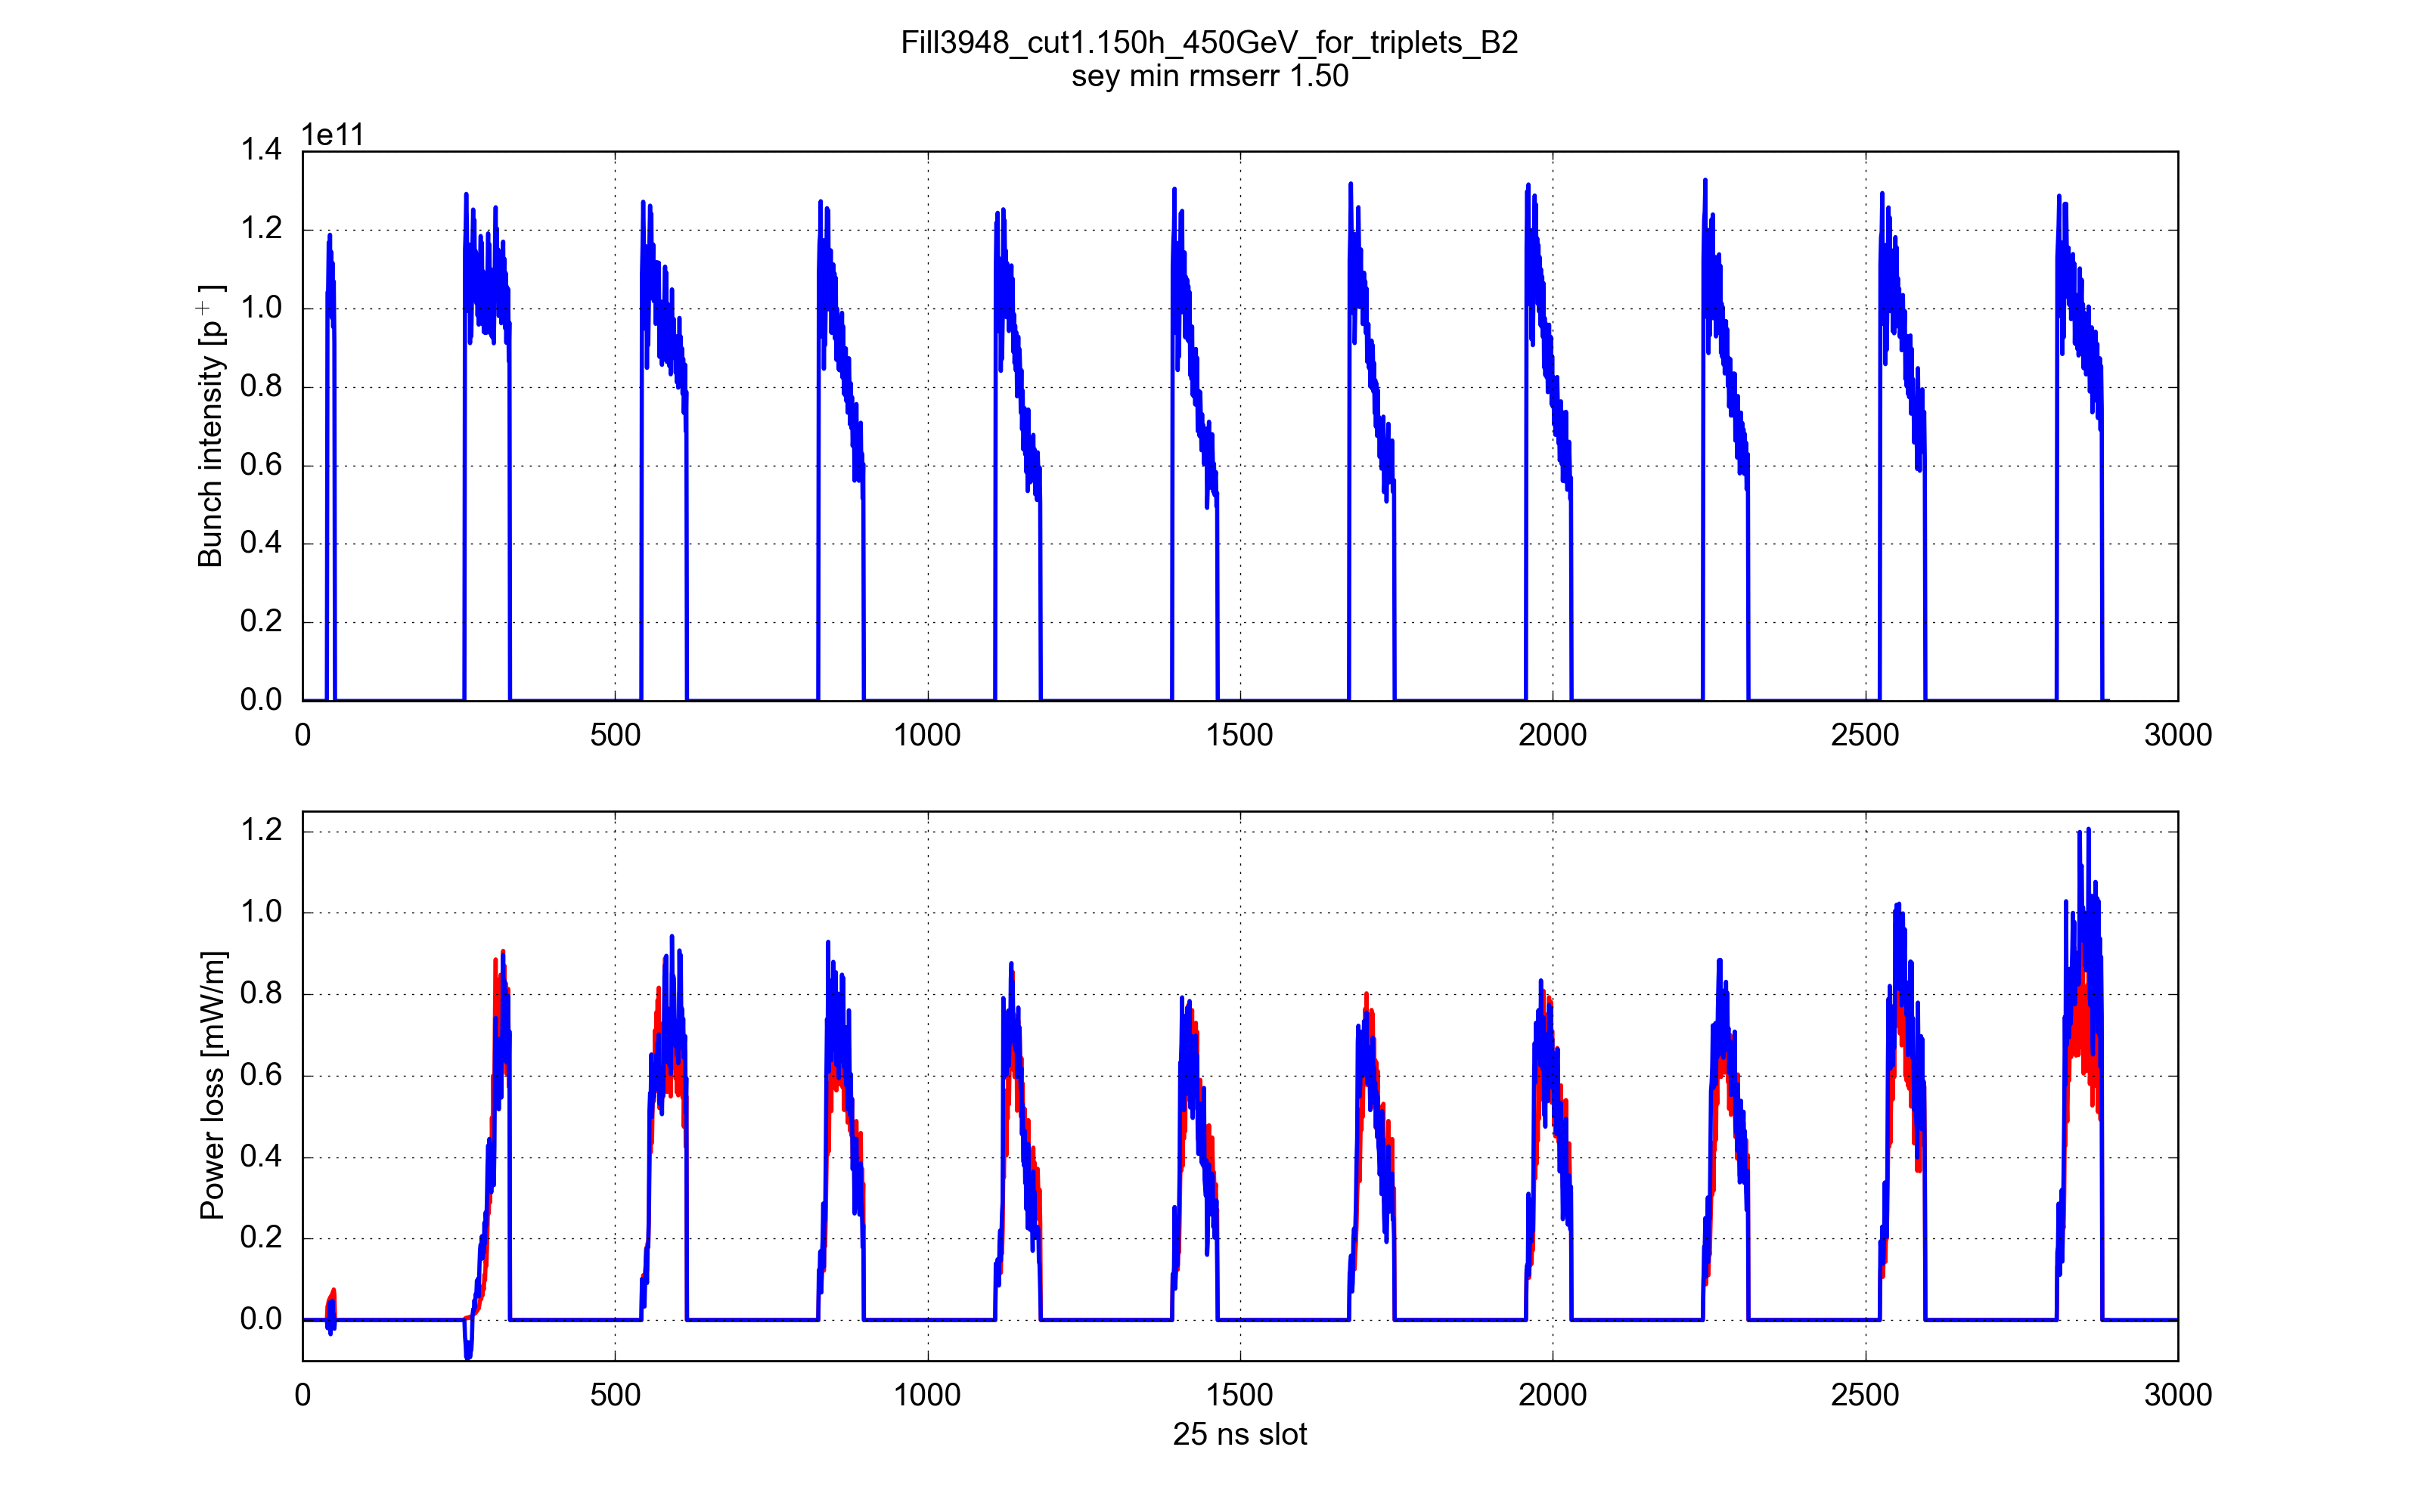 Fill3948_cut1.150h_450GeV_for_triplets_B2
sey min rmserr 1.50
1e11
1.4
1.2
1.0
0.8
0.6
0.4
0.2
0.0
Bunch intensity [p⁺]
0 500 1000 1500 2000 2500 3000
1.2
1.0
0.8
0.6
0.4
0.2
0.0
Power loss [mW/m]
0 500 1000 1500 2000 2500 3000
25 ns slot